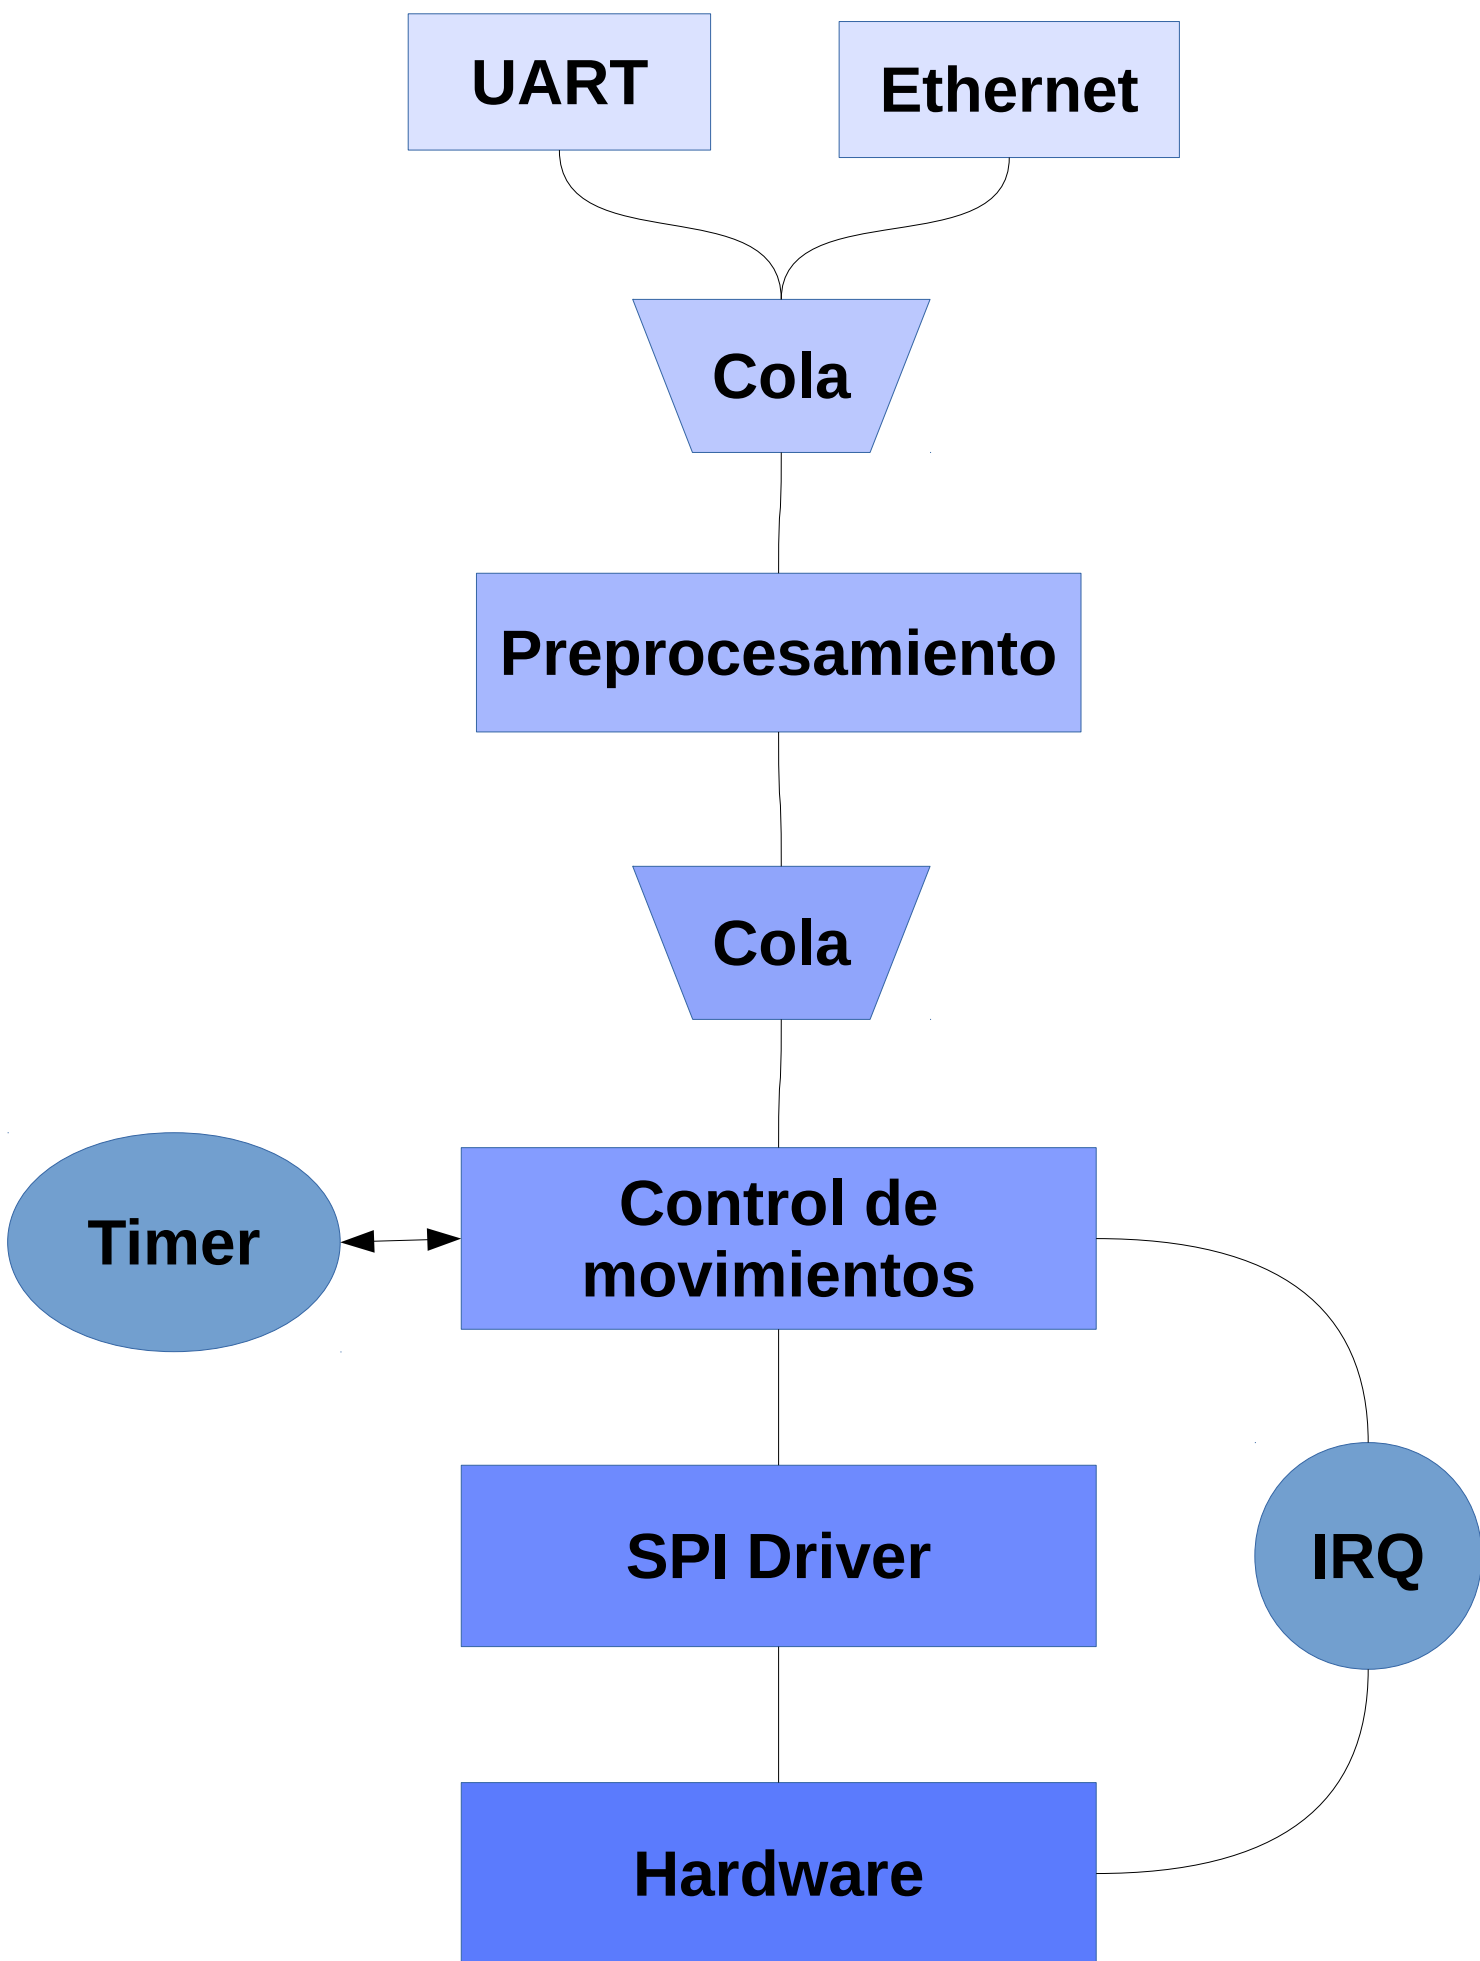 UART
Ethernet
Cola
Preprocesamiento
Cola
Timer
Control de
movimientos
SPI Driver
IRQ
Hardware